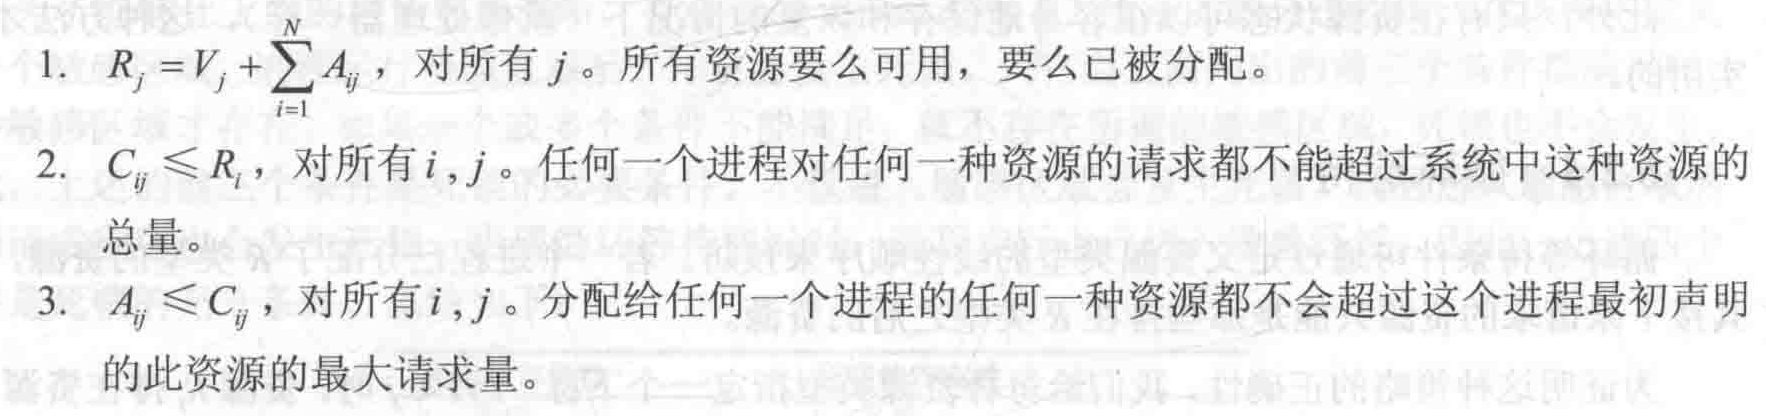 1. R_j = V_j + \sum_{i=1}^{N} A_{ij}，对所有 j。所有资源要么可用，要么已被分配。
2. C_{ij} ≤ R_i，对所有 i, j。任何一个进程对任何一种资源的请求都不能超过系统中这种资源的
总量。
3. A_{ij} ≤ C_{ij}，对所有 i, j。分配给任何一个进程的任何一种资源都不会超过这个进程最初声明
的此资源的最大请求量。